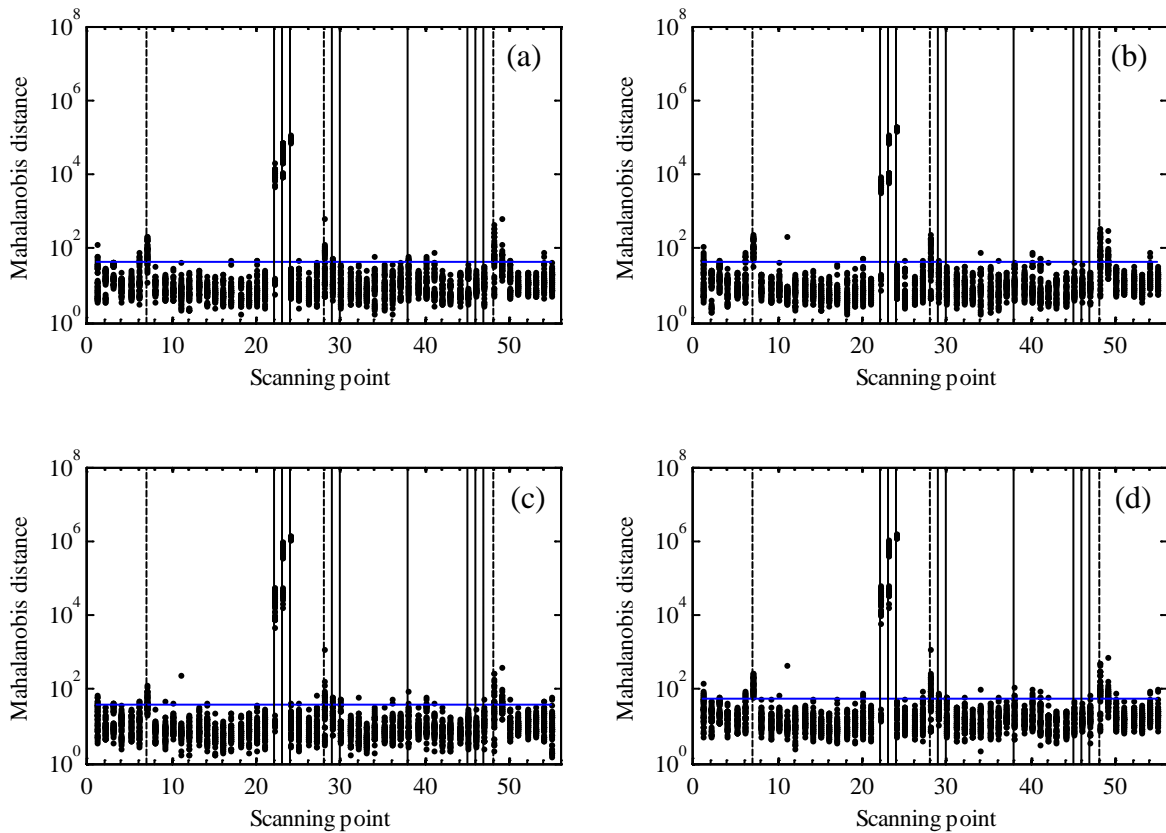 10^8 (a) 10^8 (b)
10^6 10^6
10^4 10^4
10^2 10^2
10^0 10^0
Mahalanobis distance Mahalanobis distance
0 10 20 30 40 50 0 10 20 30 40 50
Scanning point Scanning point
10^8 (c) 10^8 (d)
10^6 10^6
10^4 10^4
10^2 10^2
10^0 10^0
Mahalanobis distance Mahalanobis distance
0 10 20 30 40 50 0 10 20 30 40 50
Scanning point Scanning point